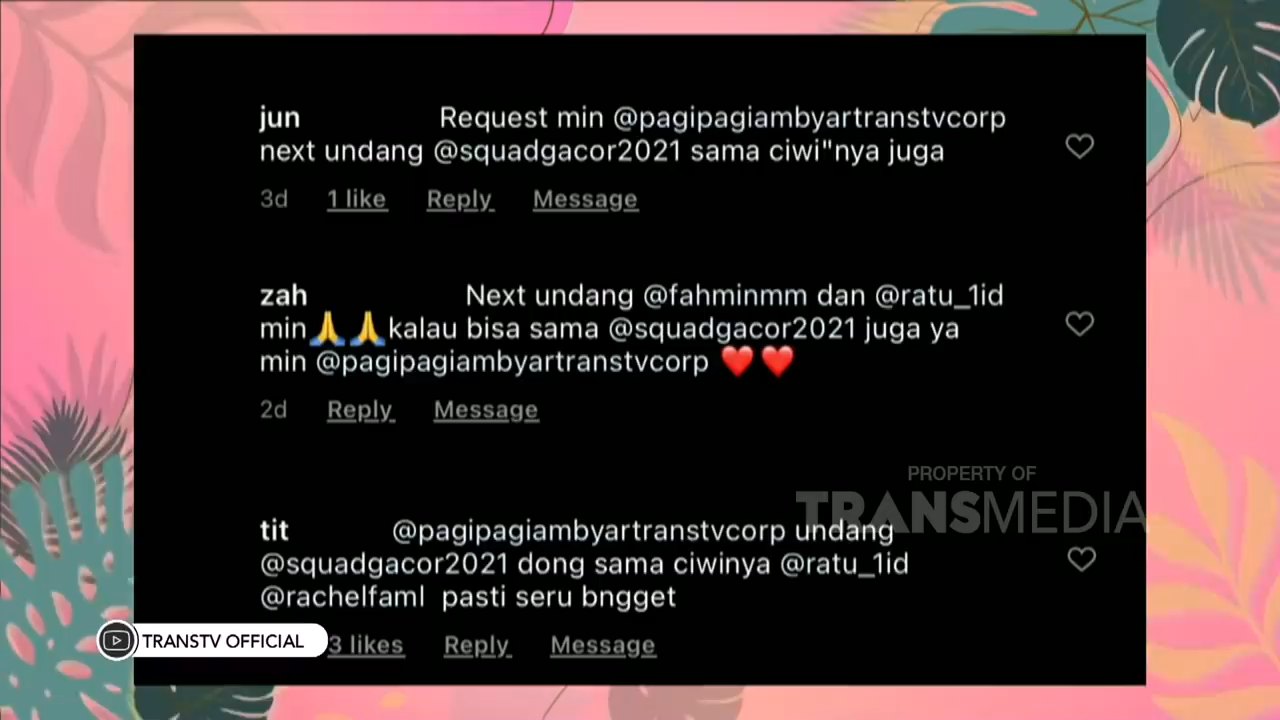 jun Request min @pagipagiambyartranstvcorp
next undang @squadgacor2021 sama ciwi"nya juga
3d 1 like Reply Message
zah Next undang @fahminmm dan @ratu_1id
min🙏🙏kalau bisa sama @squadgacor2021 juga ya
min @pagipagiambyartranstvcorp ❤️❤️
2d Reply Message
PROPERTY OF
TRANSMEDIA
tit @pagipagiambyartranstvcorp undang
@squadgacor2021 dong sama ciwinya @ratu_1id
@rachelfaml pasti seru bngget
TRANSTV OFFICIAL
3 likes Reply Message